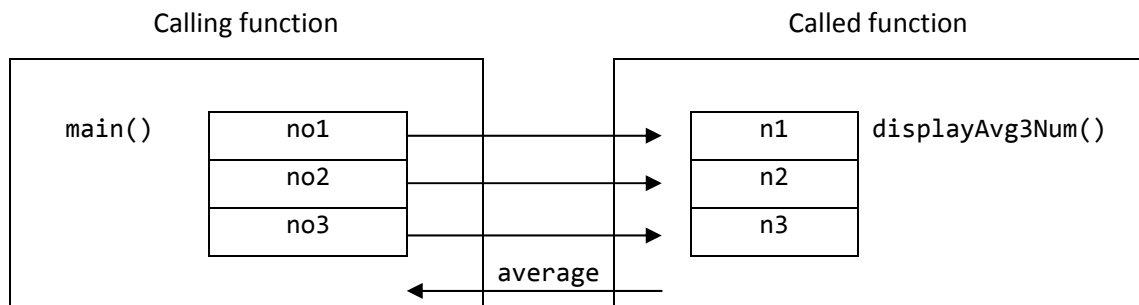 Calling function
Called function
main()
no1
n1
displayAvg3Num()
no2
n2
no3
n3
average